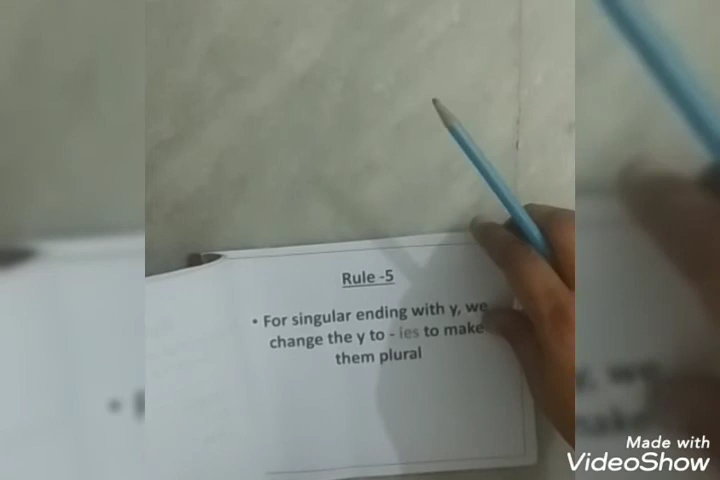 Rule -5
• For singular ending with y, we
change the y to - ies to make
them plural
Made with
VideoShow